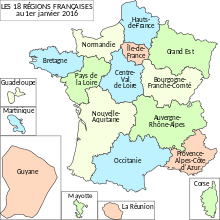 LES 18 RÉGIONS FRANÇAISES
au 1er janvier 2016
Hauts-
de-France
Normandie
Île-de-
France
Grand Est
Bretagne
Pays de
la Loire
Centre-
Val
de Loire
Bourgogne-
Franche-Comté
Guadeloupe
Martinique
Nouvelle-
Aquitaine
Auvergne-
Rhône-Alpes
Guyane
Occitanie
Provence-
Alpes-Côte
d'Azur
Corse
Mayotte
La Réunion